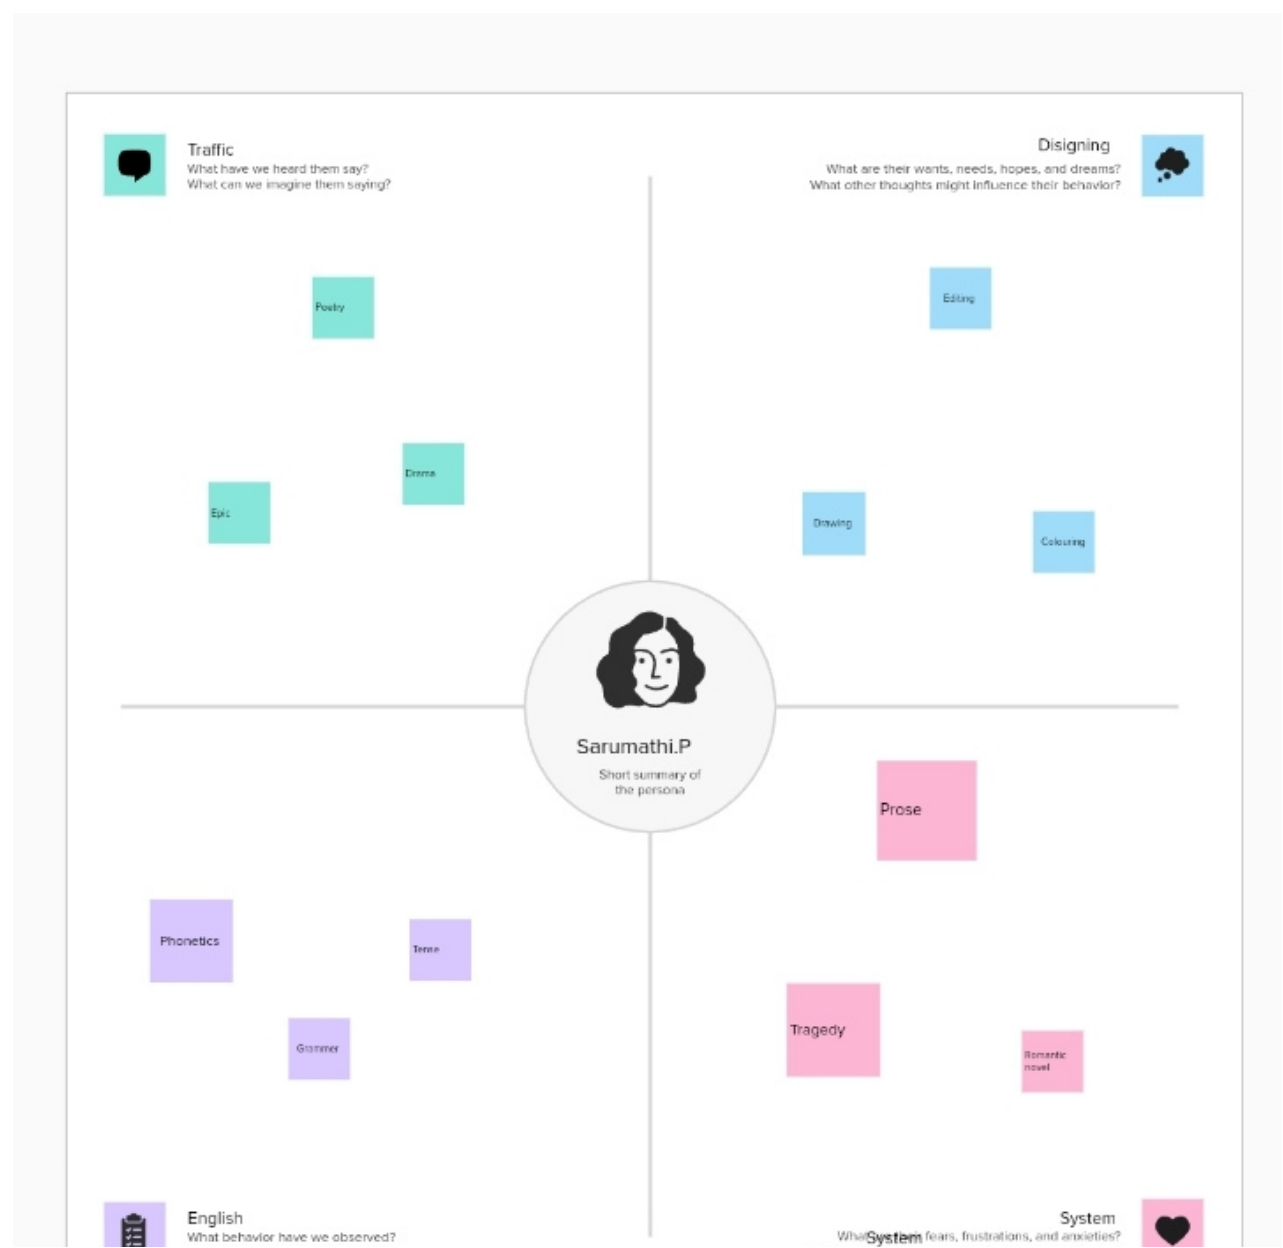 Traffic
What have we heard them say?
What can we imagine them saying?
Disigning
What are their wants, needs, hopes, and dreams?
What other thoughts might influence their behavior?
Poetry
Drama
Epic
Editing
Drawing
Colouring
Sarumathi.P
Short summary of
the persona
Phonetics
Tense
Grammer
Prose
Tragedy
Romantic
novel
English
What behavior have we observed?
System
What are their fears, frustrations, and anxieties?
System